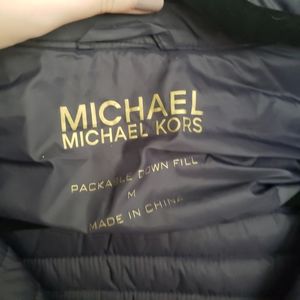 MICHAEL
MICHAEL KORS
PACKABLE DOWN FILL
M
MADE IN CHINA